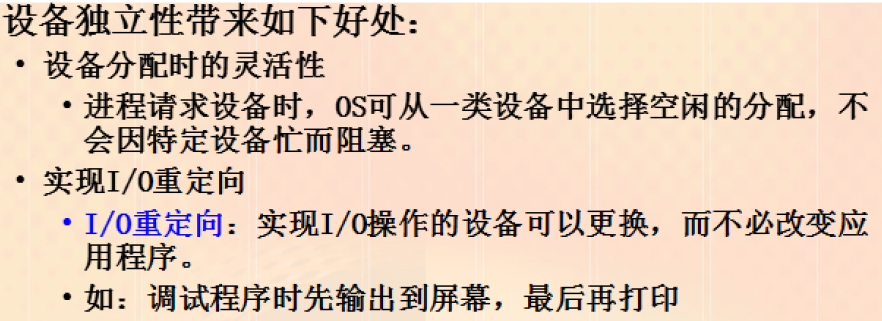 设备独立性带来如下好处：
• 设备分配时的灵活性
• 进程请求设备时，OS可从一类设备中选择空闲的分配，不
会因特定设备忙而阻塞。
• 实现I/O重定向
• I/O重定向：实现I/O操作的设备可以更换，而不必改变应
用程序。
• 如：调试程序时先输出到屏幕，最后再打印